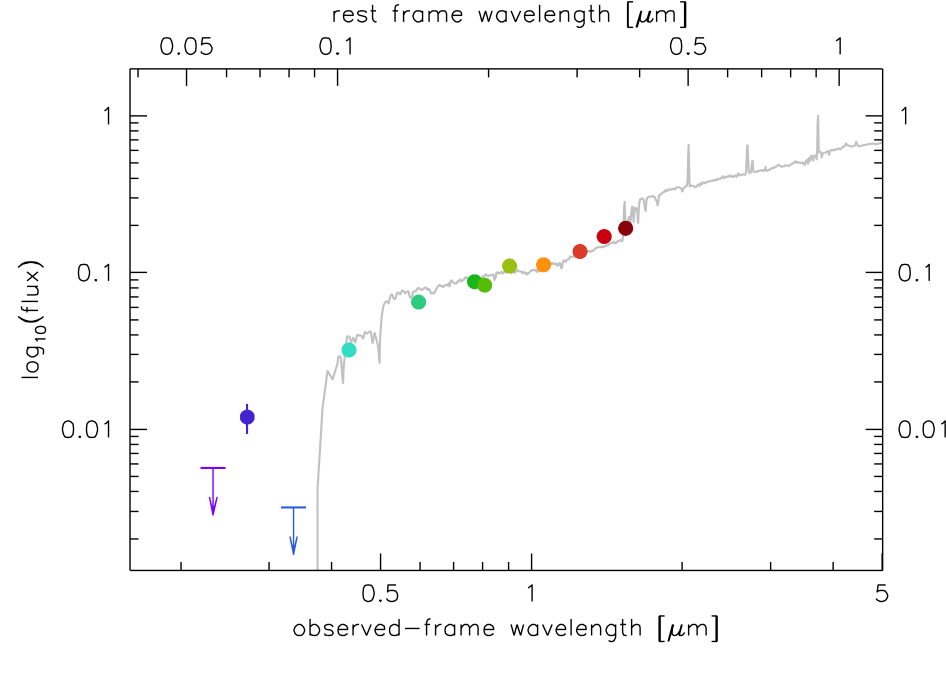 rest frame wavelength [μm]
0.05 0.1 0.5 1
1 1
0.1 0.1
0.01 0.01
log10(flux)
0.5 1 5
observed-frame wavelength [μm]